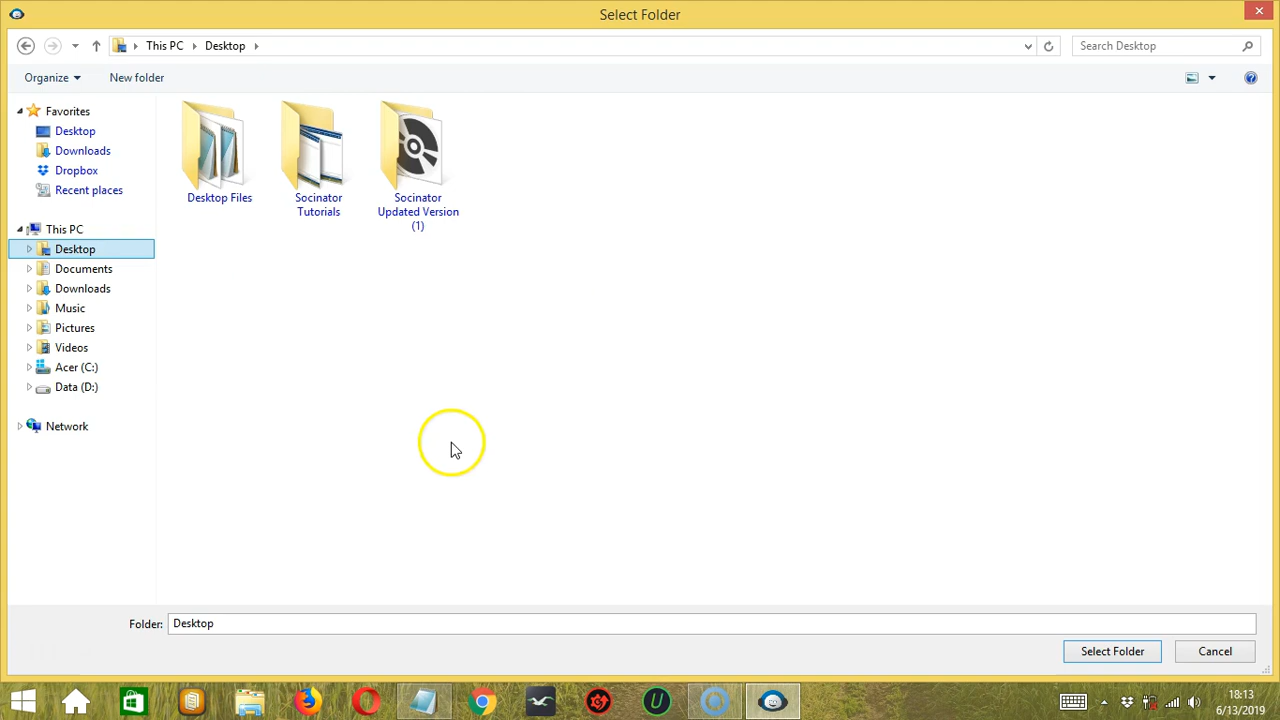 Select Folder
This PC
Desktop
Search Desktop
Organize
New folder
Favorites
Desktop
Downloads
Dropbox
Recent places
This PC
Desktop
Documents
Downloads
Music
Pictures
Videos
Acer (C:)
Data (D:)
Network
Desktop Files
Socinator
Tutorials
Socinator
Updated Version
(1)
Folder:
Desktop
Select Folder
Cancel
18:13
6/13/2019